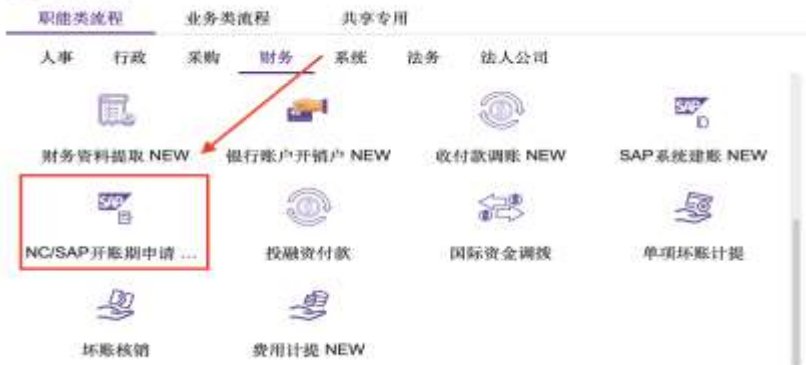 职能类流程 业务类流程 共享专用
人事 行政 采购 财务 系统 法务 法人公司
SAP
财务资料提取 NEW 银行账户开销户 NEW 收付款调账 NEW SAP系统建账 NEW
SAP
NC/SAP开账期申请 ... 投融资付款 国际资金调拨 单项坏账计提
坏账核销 费用计提 NEW